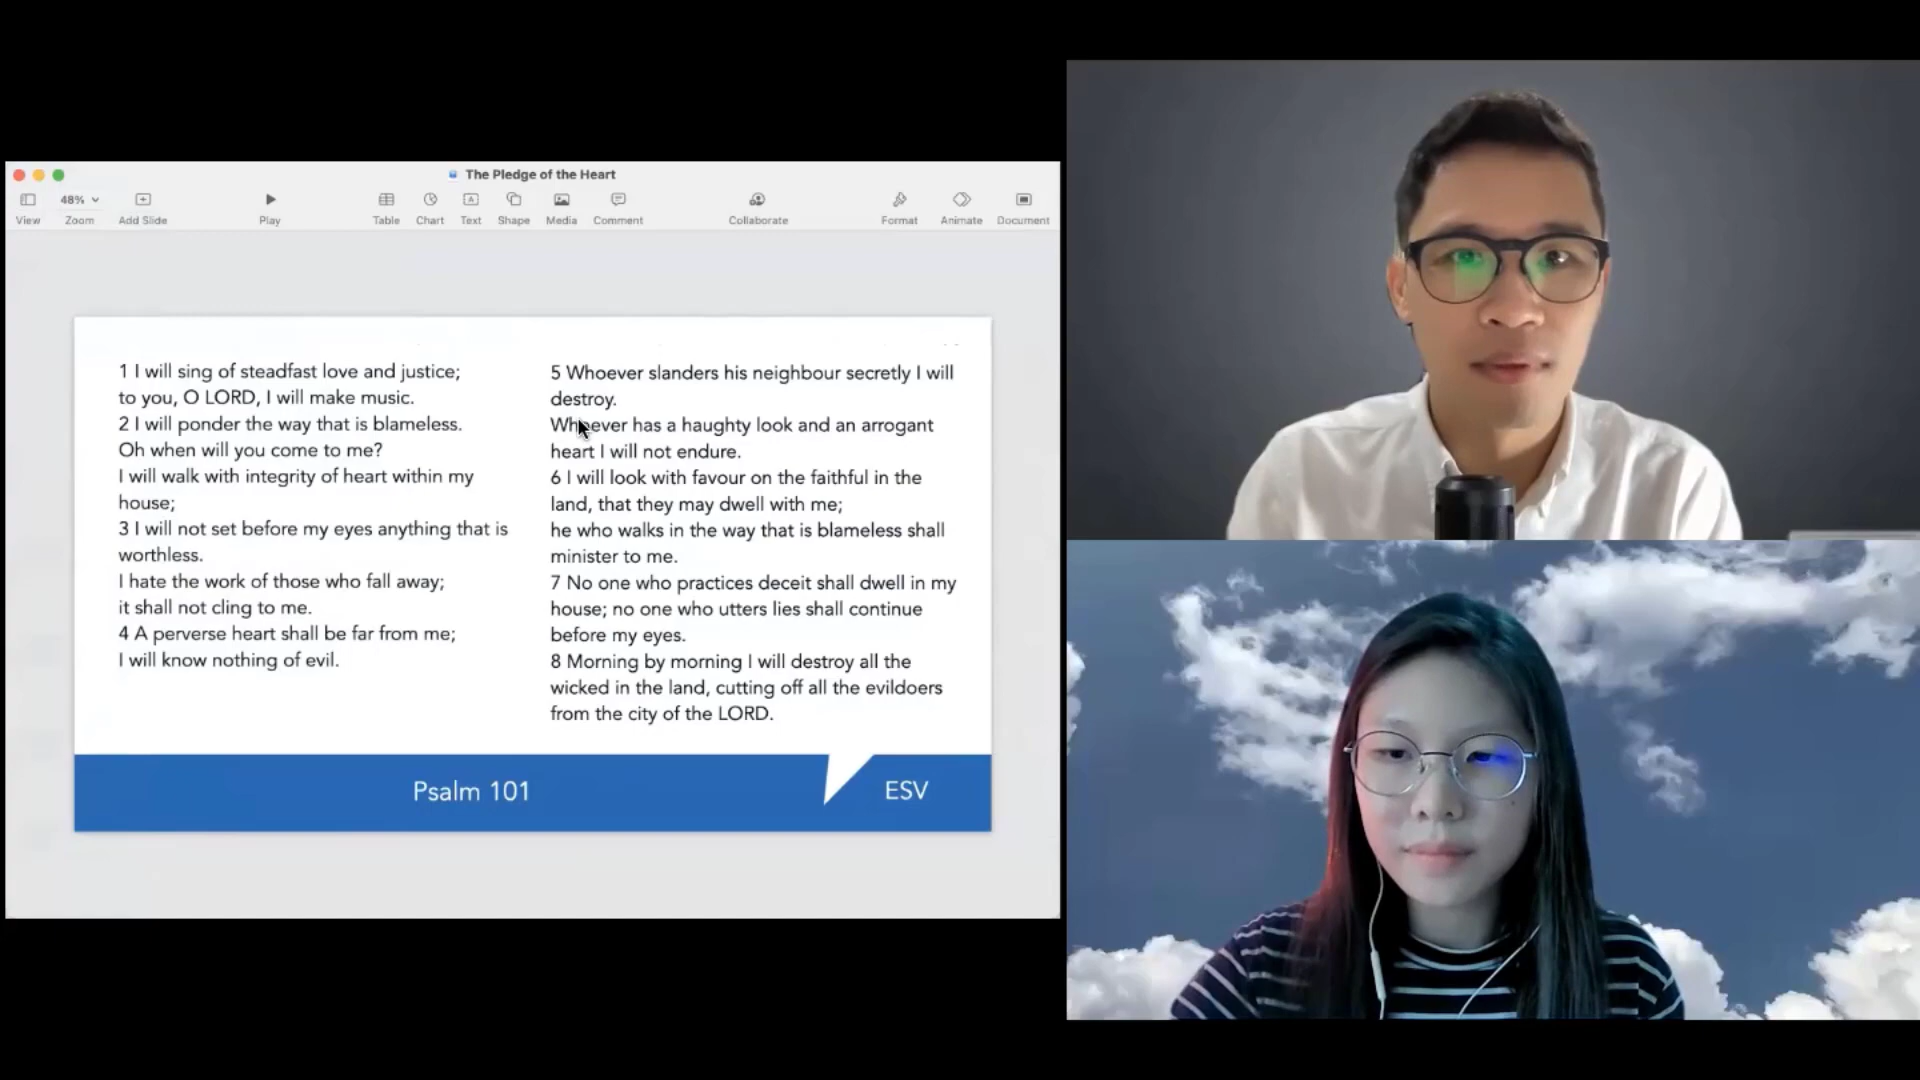 The Pledge of the Heart
48%
View
Zoom
Add Slide
Play
Table
Chart
Text
Shape
Media
Comment
Collaborate
Format
Animate
Document
1 I will sing of steadfast love and justice;
to you, O LORD, I will make music.
2 I will ponder the way that is blameless.
Oh when will you come to me?
I will walk with integrity of heart within my
house;
3 I will not set before my eyes anything that is
worthless.
I hate the work of those who fall away;
it shall not cling to me.
4 A perverse heart shall be far from me;
I will know nothing of evil.
5 Whoever slanders his neighbour secretly I will
destroy.
Whoever has a haughty look and an arrogant
heart I will not endure.
6 I will look with favour on the faithful in the
land, that they may dwell with me;
he who walks in the way that is blameless shall
minister to me.
7 No one who practices deceit shall dwell in my
house; no one who utters lies shall continue
before my eyes.
8 Morning by morning I will destroy all the
wicked in the land, cutting off all the evildoers
from the city of the LORD.
Psalm 101
ESV